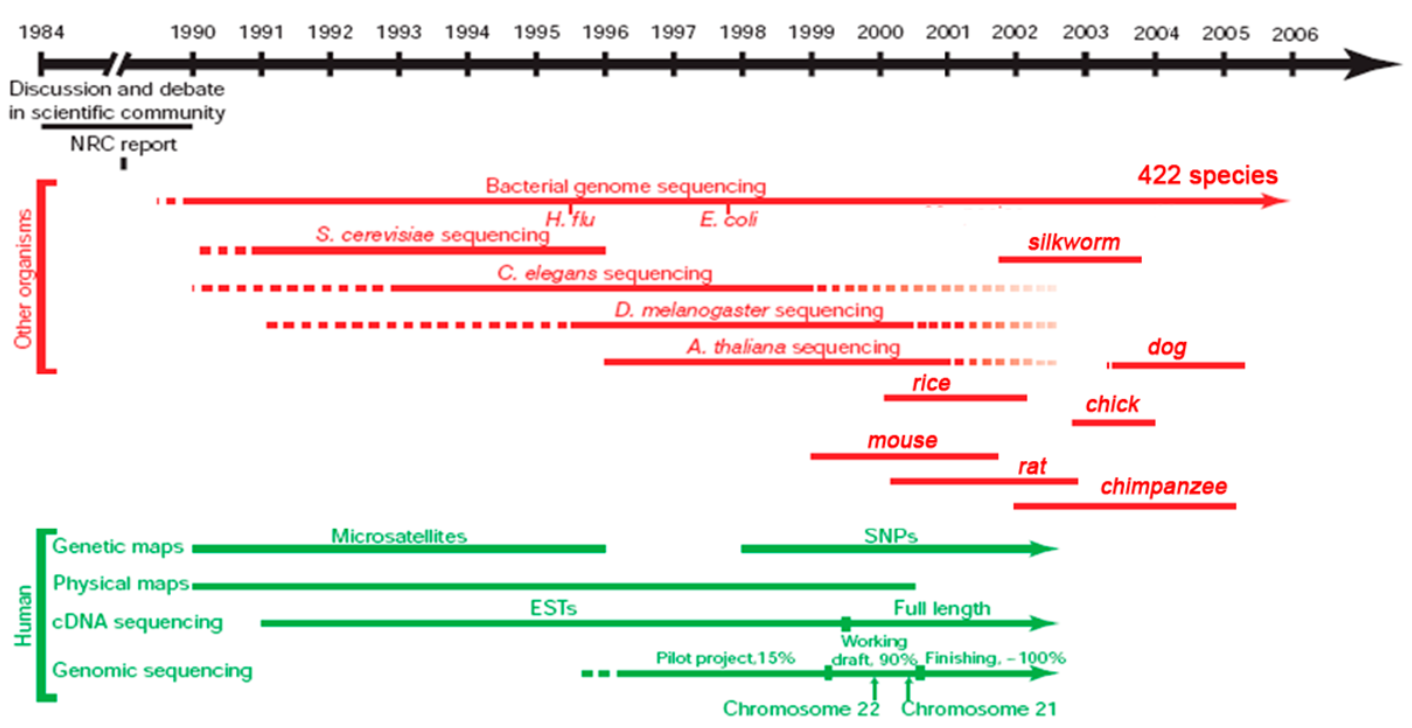 1984 1990 1991 1992 1993 1994 1995 1996 1997 1998 1999 2000 2001 2002 2003 2004 2005 2006
Discussion and debate
in scientific community
NRC report
Other organisms
422 species
Bacterial genome sequencing
H. flu E. coli
S. cerevisiae sequencing
silkworm
C. elegans sequencing
D. melanogaster sequencing
A. thaliana sequencing
dog
rice
chick
mouse
rat
chimpanzee
Human
Genetic maps Microsatellites SNPs
Physical maps
cDNA sequencing ESTs Full length
Genomic sequencing Pilot project,15% Working
draft, 90% Finishing, ~100%
Chromosome 22 Chromosome 21